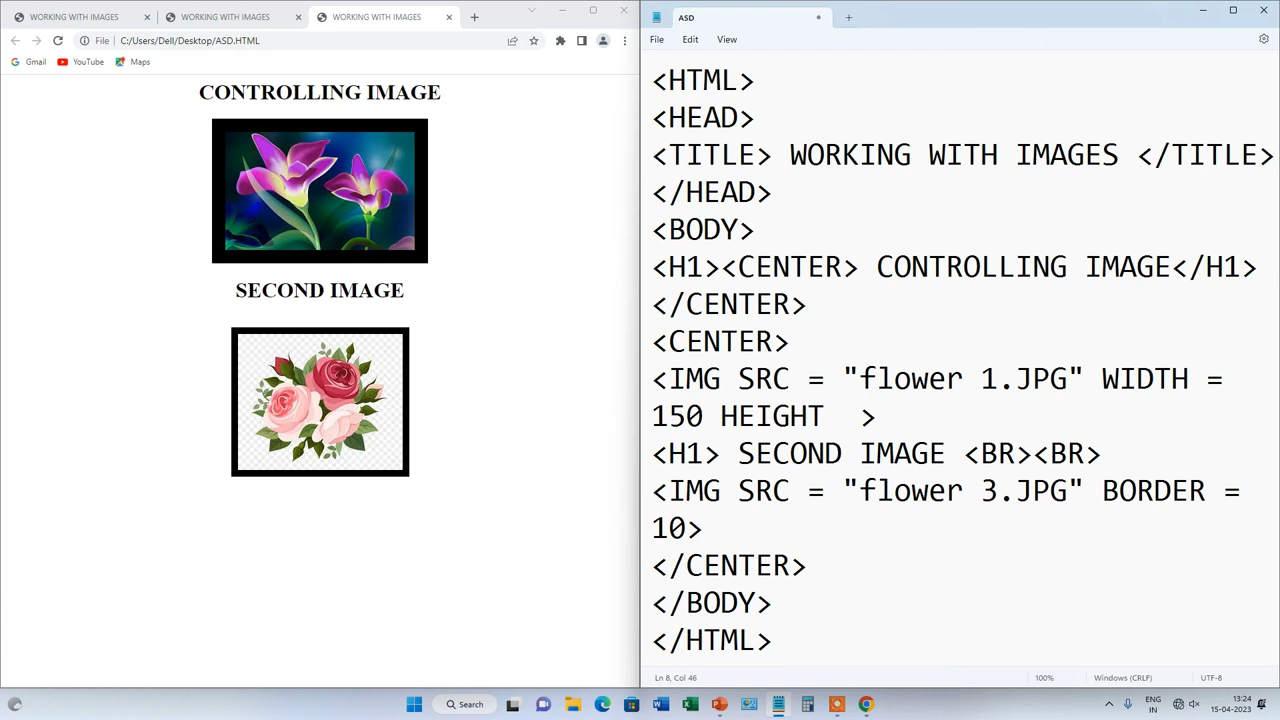 WORKING WITH IMAGES
WORKING WITH IMAGES
WORKING WITH IMAGES
File
C:/Users/Dell/Desktop/ASD.HTML
Gmail
YouTube
Maps
CONTROLLING IMAGE
SECOND IMAGE
ASD
File Edit View
<HTML>
<HEAD>
<TITLE> WORKING WITH IMAGES </TITLE>
</HEAD>
<BODY>
<H1><CENTER> CONTROLLING IMAGE</H1>
</CENTER>
<CENTER>
<IMG SRC = "flower 1.JPG" WIDTH =
150 HEIGHT  >
<H1> SECOND IMAGE <BR><BR>
<IMG SRC = "flower 3.JPG" BORDER =
10>
</CENTER>
</BODY>
</HTML>
Ln 8, Col 46
100%
Windows (CRLF)
UTF-8
Search
ENG
IN
13:24
15-04-2023